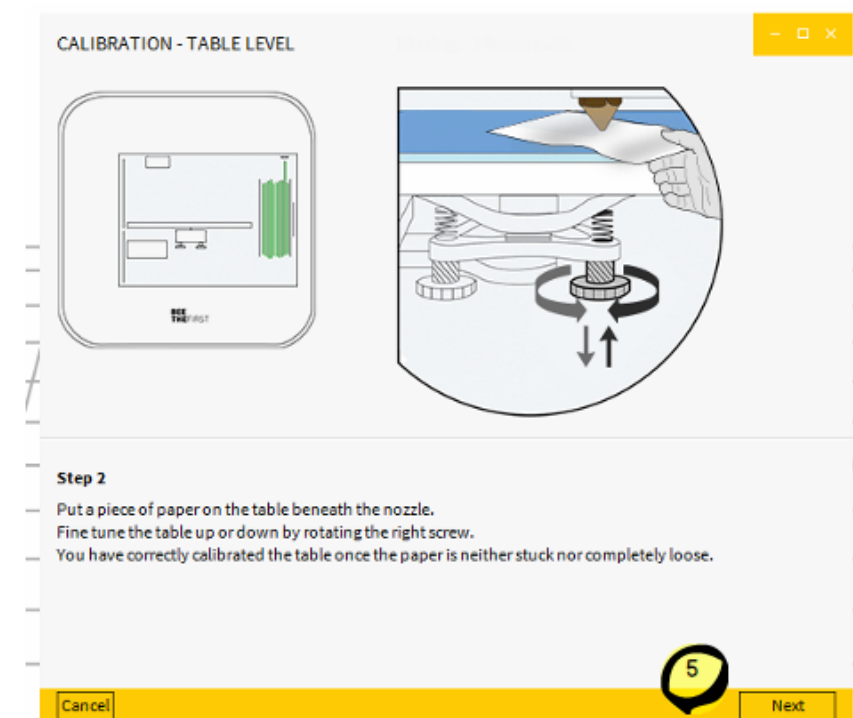 CALIBRATION - TABLE LEVEL
BEE
THEFIRST
Step 2
Put a piece of paper on the table beneath the nozzle.
Fine tune the table up or down by rotating the right screw.
You have correctly calibrated the table once the paper is neither stuck nor completely loose.
5
Cancel
Next